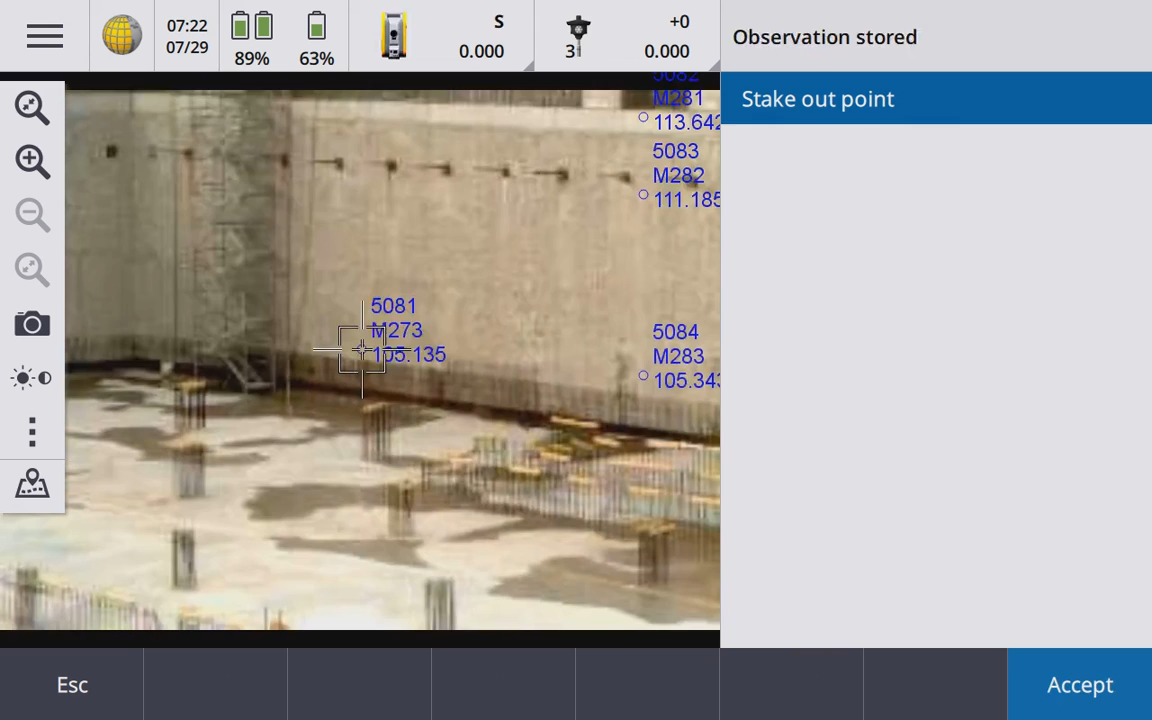 07:22
07/29
89%
63%
S
0.000
3
+0
0.000
Observation stored
Stake out point
5082
M281
113.642
5083
M282
111.185
5081
M273
105.135
5084
M283
105.343
Esc
Accept